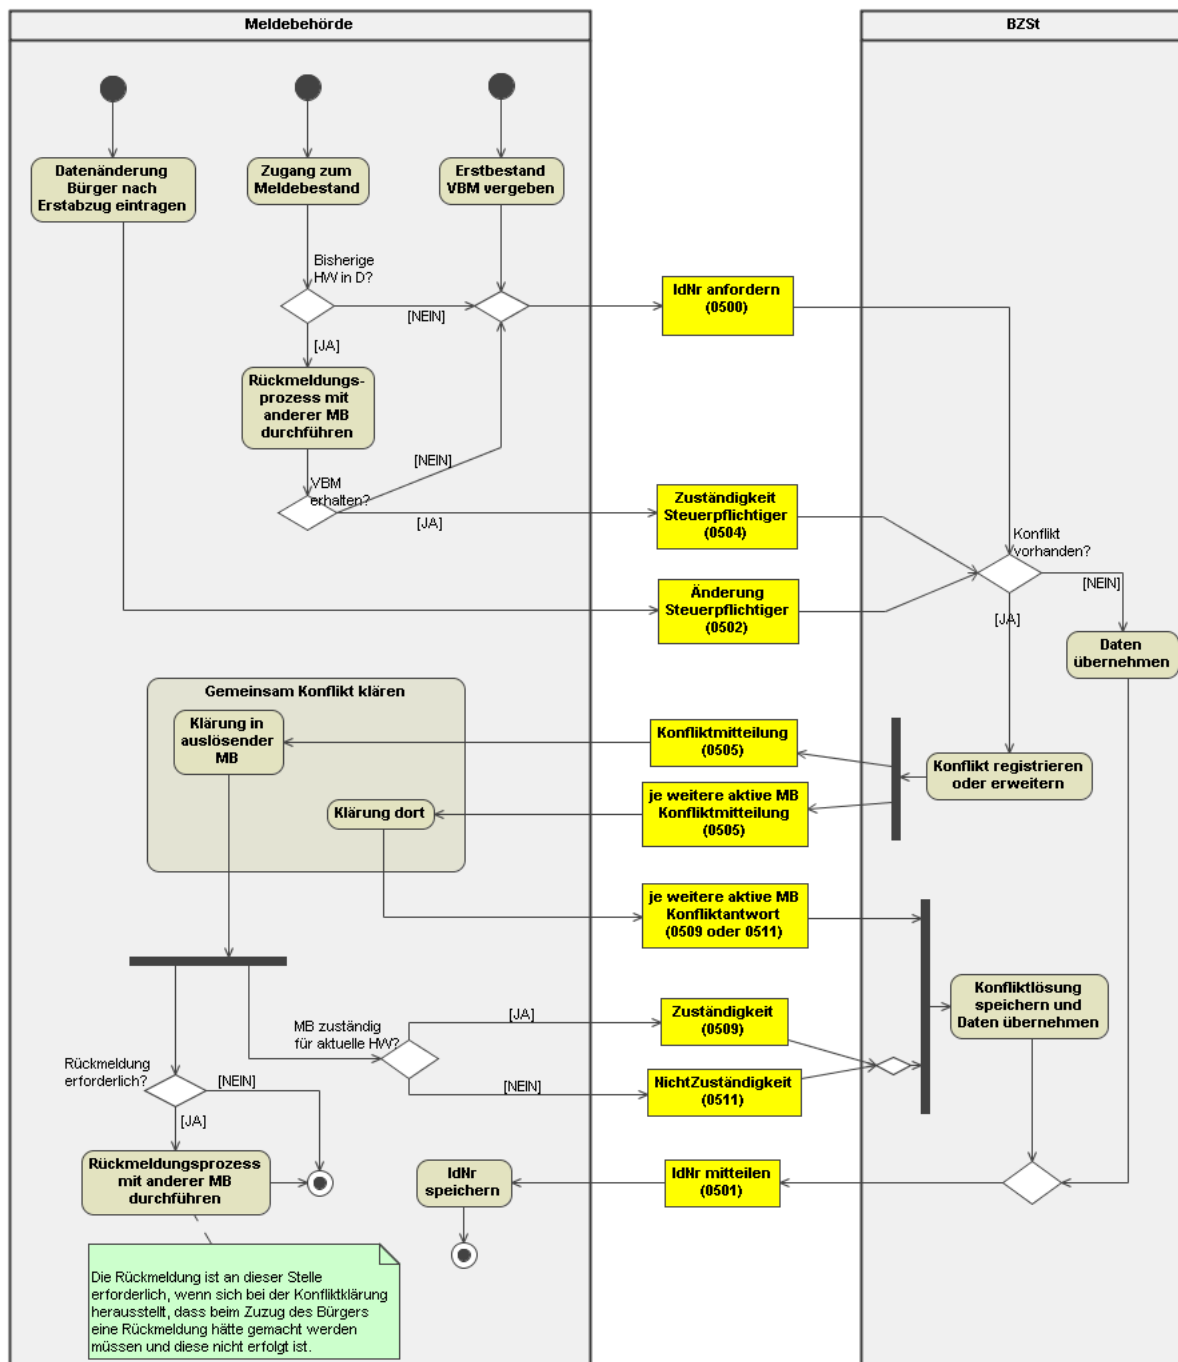 Meldebehörde
BZSt
Datenänderung
Bürger nach
Erstabzug eintragen
Zugang zum
Meldebestand
Erstbestand
VBM vergeben
Bisherige
HW in D?
[NEIN]
[JA]
IdNr anfordern
(0500)
Rückmeldungs-
prozess mit
anderer MB
durchführen
[NEIN]
VBM
erhalten?
[JA]
Zuständigkeit
Steuerpflichtiger
(0504)
Konflikt
vorhanden?
[NEIN]
[JA]
Änderung
Steuerpflichtiger
(0502)
Daten
übernehmen
Gemeinsam Konflikt klären
Klärung in
auslösender
MB
Konfliktmitteilung
(0505)
Konflikt registrieren
oder erweitern
Klärung dort
je weitere aktive MB
Konfliktmitteilung
(0505)
je weitere aktive MB
Konfliktantwort
(0509 oder 0511)
Konfliktlösung
speichern und
Daten übernehmen
MB zuständig
für aktuelle HW?
[JA]
Zuständigkeit
(0509)
[NEIN]
NichtZuständigkeit
(0511)
Rückmeldung
erforderlich?
[NEIN]
[JA]
Rückmeldungsprozess
mit anderer MB
durchführen
IdNr
speichern
IdNr mitteilen
(0501)
Die Rückmeldung ist an dieser Stelle
erforderlich, wenn sich bei der Konfliktklärung
herausstellt, dass beim Zuzug des Bürgers
eine Rückmeldung hätte gemacht werden
müssen und diese nicht erfolgt ist.